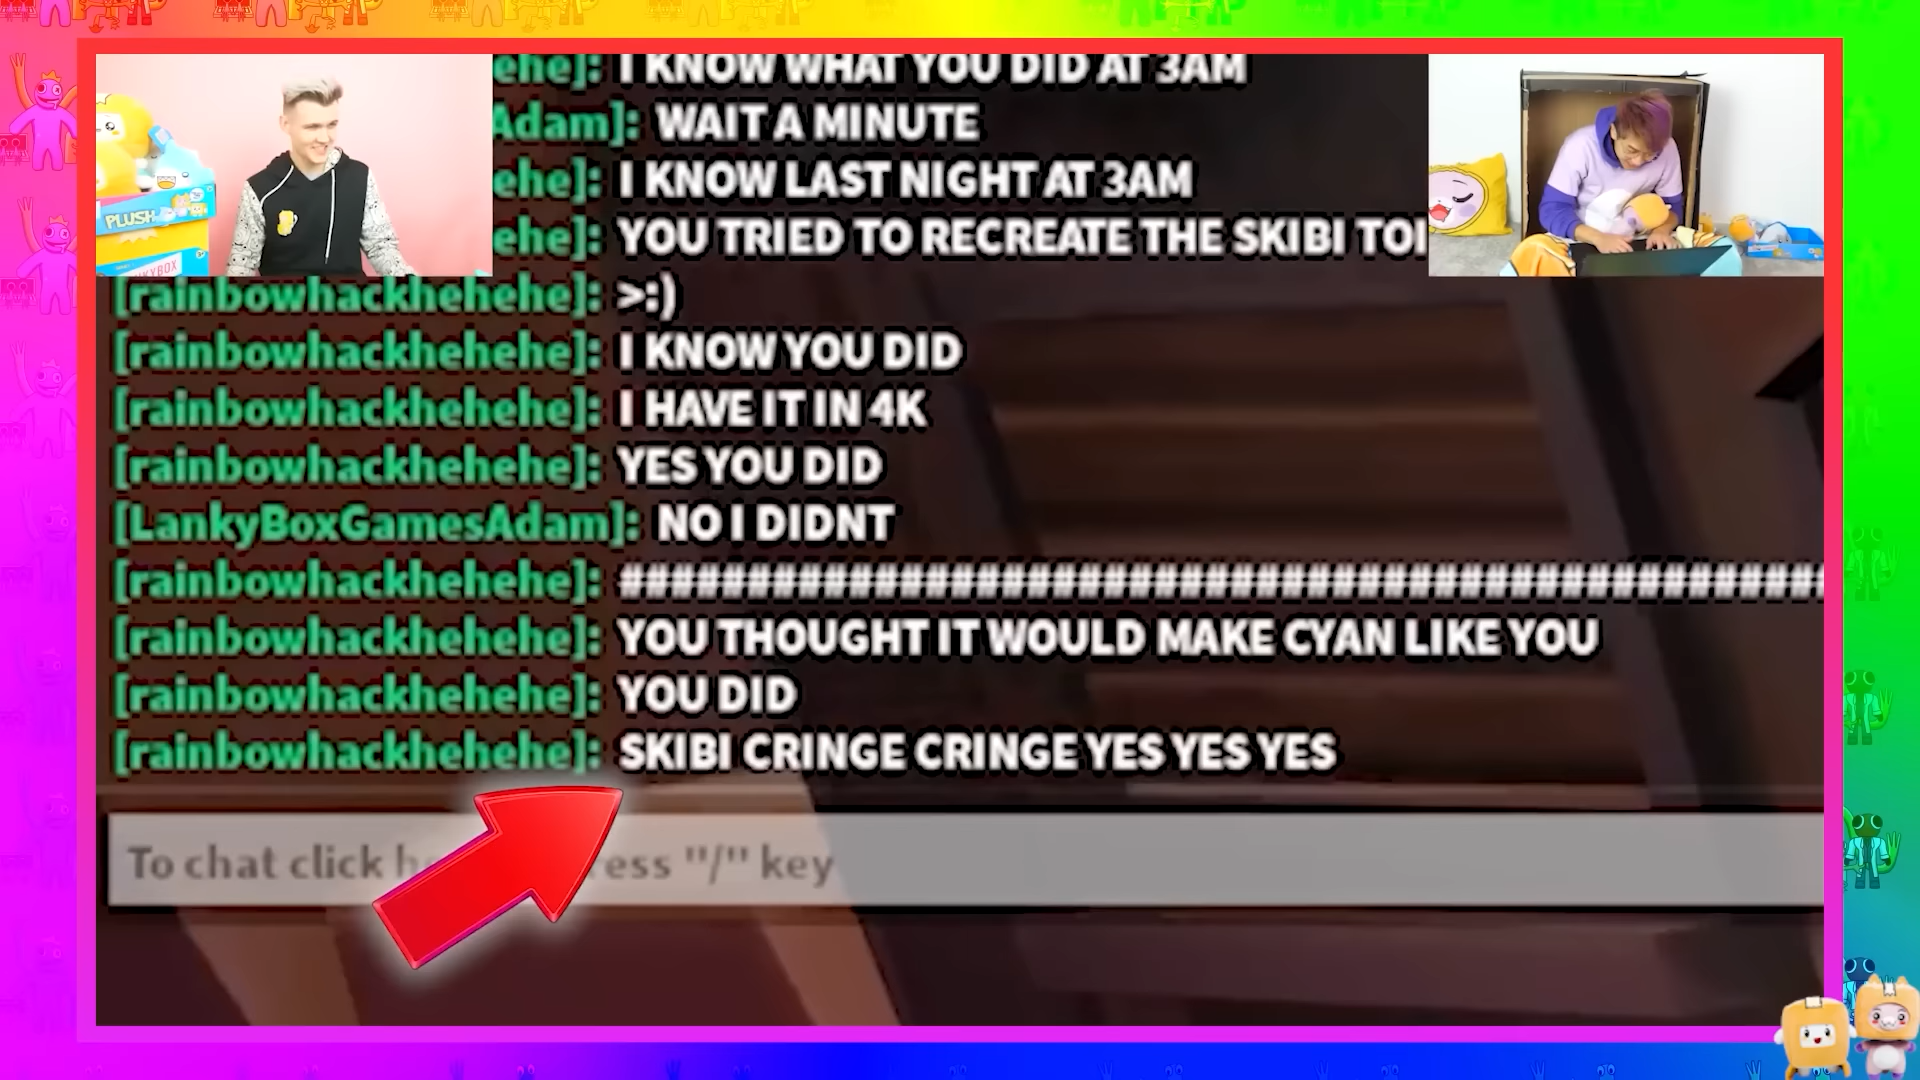 ehe]: I KNOW WHAT YOU DID AT 3AM
Adam]: WAIT A MINUTE
ehe]: I KNOW LAST NIGHT AT 3AM
ehe]: YOU TRIED TO RECREATE THE SKIBI TOI
[rainbowhackhehehe]: >:)
[rainbowhackhehehe]: I KNOW YOU DID
[rainbowhackhehehe]: I HAVE IT IN 4K
[rainbowhackhehehe]: YES YOU DID
[LankyBoxGamesAdam]: NO I DIDNT
[rainbowhackhehehe]: ################################################
[rainbowhackhehehe]: YOU THOUGHT IT WOULD MAKE CYAN LIKE YOU
[rainbowhackhehehe]: YOU DID
[rainbowhackhehehe]: SKIBI CRINGE CRINGE YES YES YES
To chat click ress "/" key
PLUSH
KYBOX